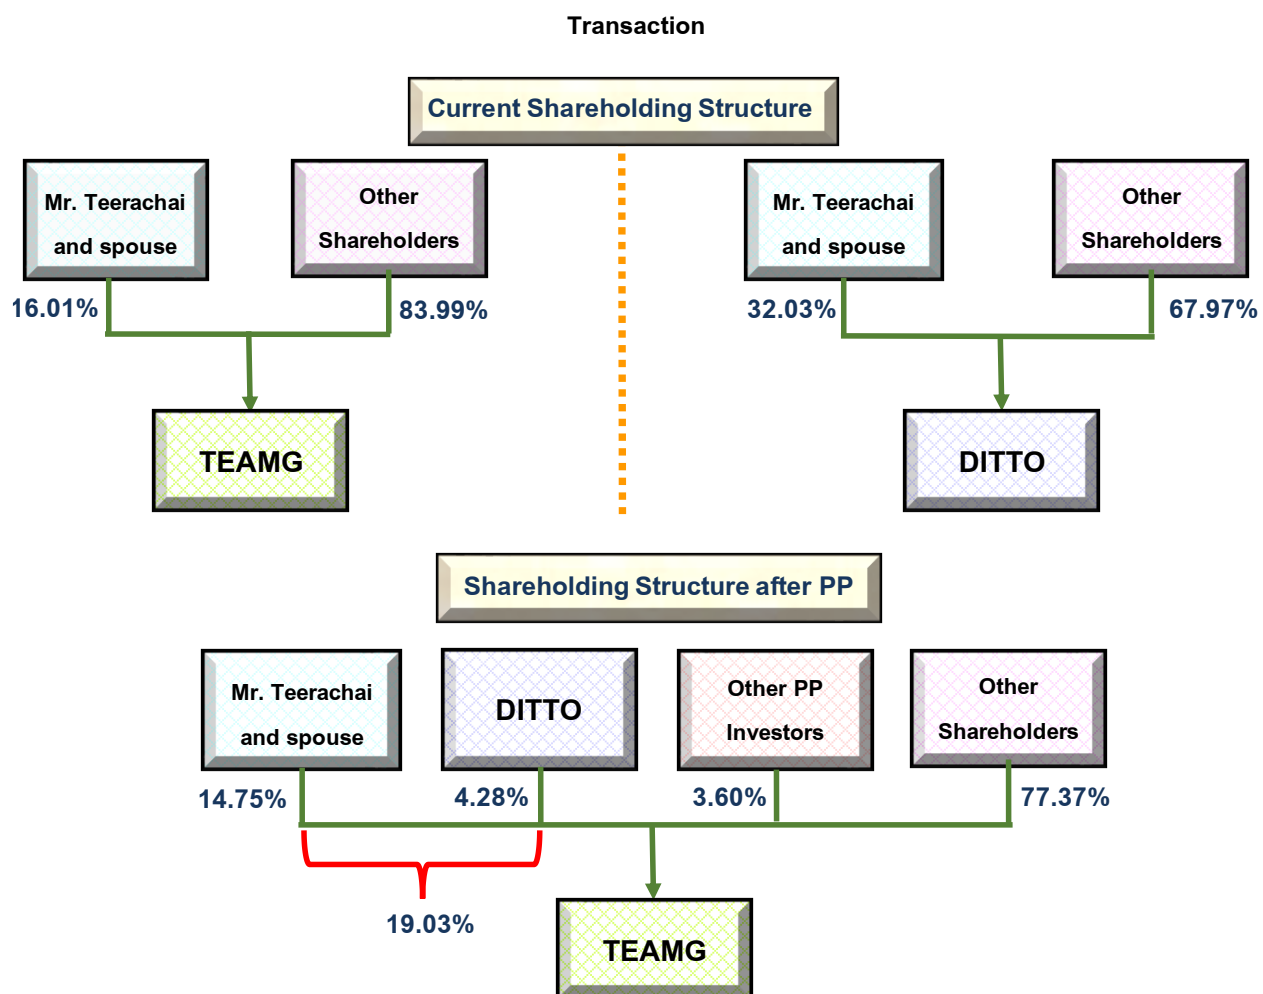 Transaction
Current Shareholding Structure
Mr. Teerachai
and spouse
Other
Shareholders
Mr. Teerachai
and spouse
Other
Shareholders
16.01%
83.99%
32.03%
67.97%
TEAMG
DITTO
Shareholding Structure after PP
Mr. Teerachai
and spouse
DITTO
Other PP
Investors
Other
Shareholders
14.75%
4.28%
3.60%
77.37%
19.03%
TEAMG